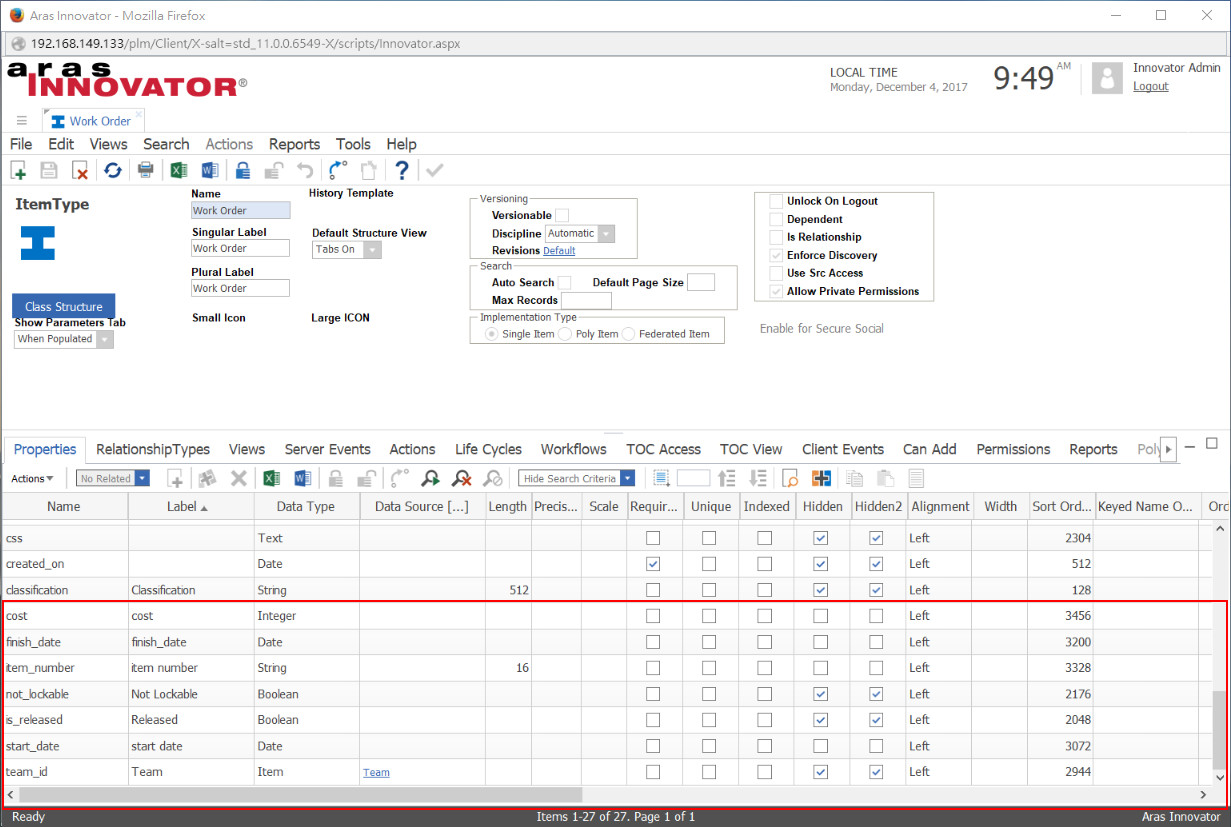 Aras Innovator - Mozilla Firefox
192.168.149.133/plm/Client/X-salt=std_11.0.0.6549-X/scripts/Innovator.aspx
aras
INNOVATOR®
LOCAL TIME
Monday, December 4, 2017
9:49 AM
Innovator Admin
Logout
Work Order
File Edit Views Search Actions Reports Tools Help
ItemType
Class Structure
Show Parameters Tab
When Populated
Name
Work Order
Singular Label
Work Order
Plural Label
Work Order
Small Icon
History Template
Default Structure View
Tabs On
Large ICON
Versioning
Versionable
Discipline Automatic
Revisions Default
Search
Auto Search Default Page Size
Max Records
Implementation Type
Single Item Poly Item Federated Item
Unlock On Logout
Dependent
Is Relationship
Enforce Discovery
Use Src Access
Allow Private Permissions
Enable for Secure Social
Properties RelationshipTypes Views Server Events Actions Life Cycles Workflows TOC Access TOC View Client Events Can Add Permissions Reports Poly
Actions No Related Hide Search Criteria
Name Label Data Type Data Source [...] Length Precis... Scale Requir... Unique Indexed Hidden Hidden2 Alignment Width Sort Ord... Keyed Name O... Ord
css Text Left 2304
created_on Date Left 512
classification Classification String 512 Left 128
cost cost Integer Left 3456
finish_date finish_date Date Left 3200
item_number item number String 16 Left 3328
not_lockable Not Lockable Boolean Left 2176
is_released Released Boolean Left 2048
start_date start date Date Left 3072
team_id Team Item Team Left 2944
Ready Items 1-27 of 27. Page 1 of 1 Aras Innovator